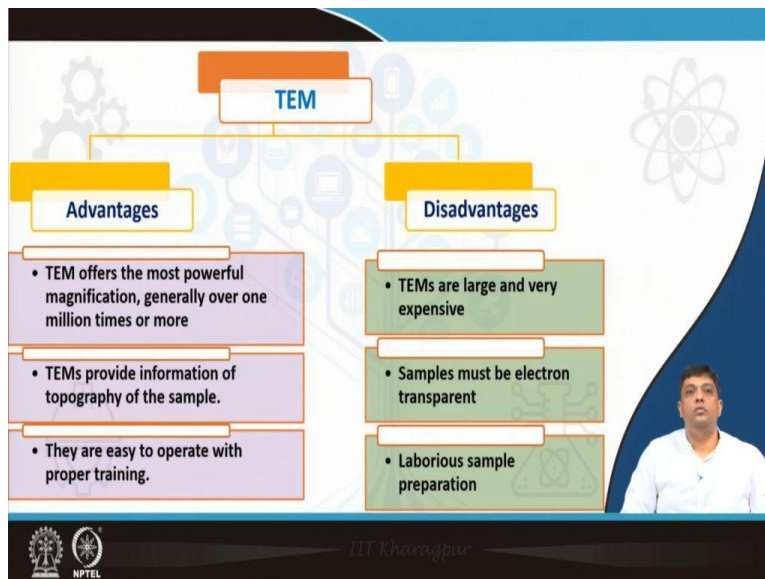 TEM
Advantages
• TEM offers the most powerful
magnification, generally over one
million times or more
• TEMs provide information of
topography of the sample.
• They are easy to operate with
proper training.
Disadvantages
• TEMs are large and very
expensive
• Samples must be electron
transparent
• Laborious sample
preparation
IIT Kharagpur
NPTEL